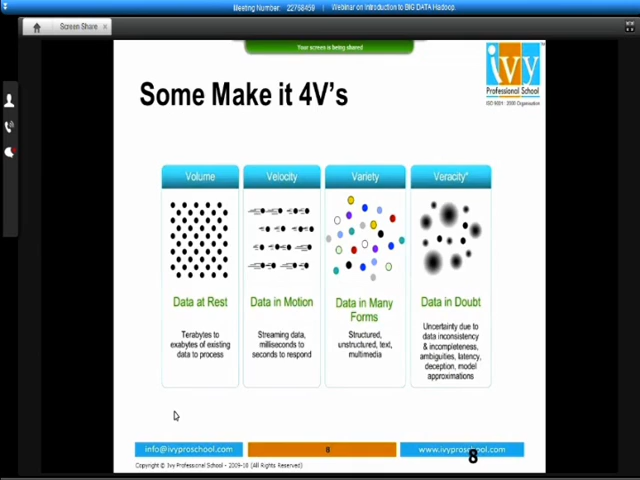 Meeting Number: 22768459 | Webinar on Introduction to BIG DATA Hadoop.
Screen Share
Your screen is being shared
ivy
Professional School
ISO 9001 : 2000 Organisation
Some Make it 4V's
Volume
Data at Rest
Terabytes to
exabytes of existing
data to process
Velocity
Data in Motion
Streaming data,
milliseconds to
seconds to respond
Variety
Data in Many
Forms
Structured,
unstructured, text,
multimedia
Veracity*
Data in Doubt
Uncertainty due to
data inconsistency
& incompleteness,
ambiguities, latency,
deception, model
approximations
info@ivyproschool.com
8
www.ivyproschool.com
8
Copyright © Ivy Professional School - 2009-10 (All Rights Reserved)